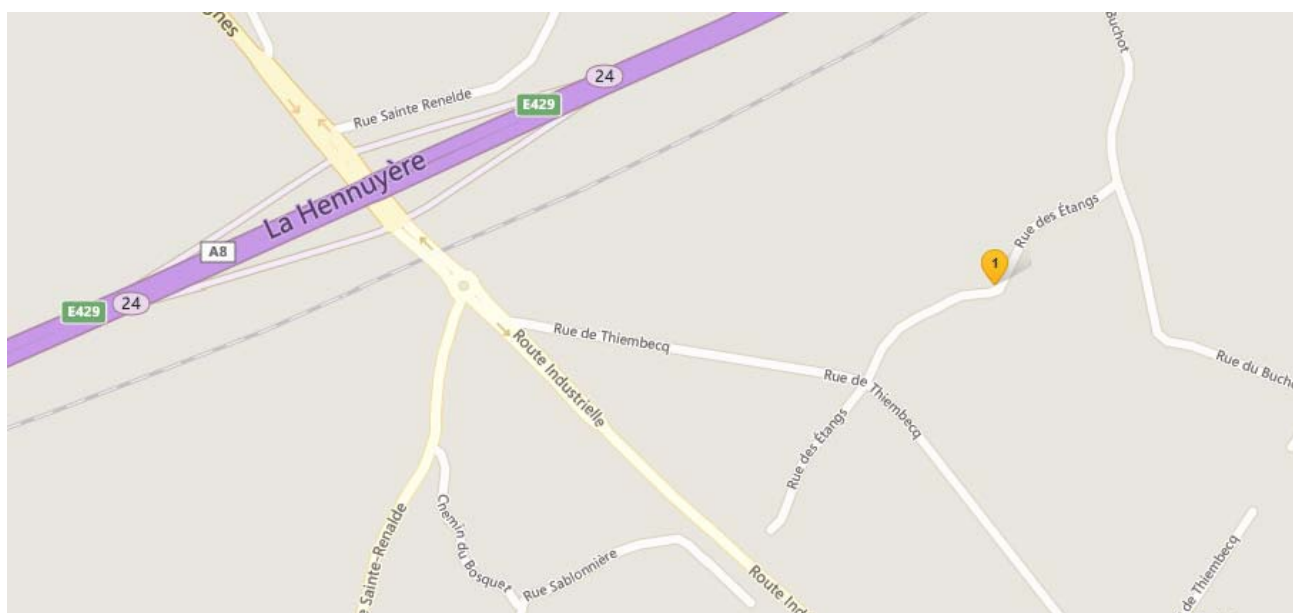 gnes
Buchot
24
E429
Rue Sainte Renelde
La Hennuyère
A8
Rue des Étangs
1
E429
24
Route Industrielle
Rue de Thiembecq
Rue de Thiembecq
Rue du Bucho
Rue des Étangs
Chemin du Bosquet
e Sainte-Renalde
Rue Sablonnière
Route Ind
e de Thiembecq